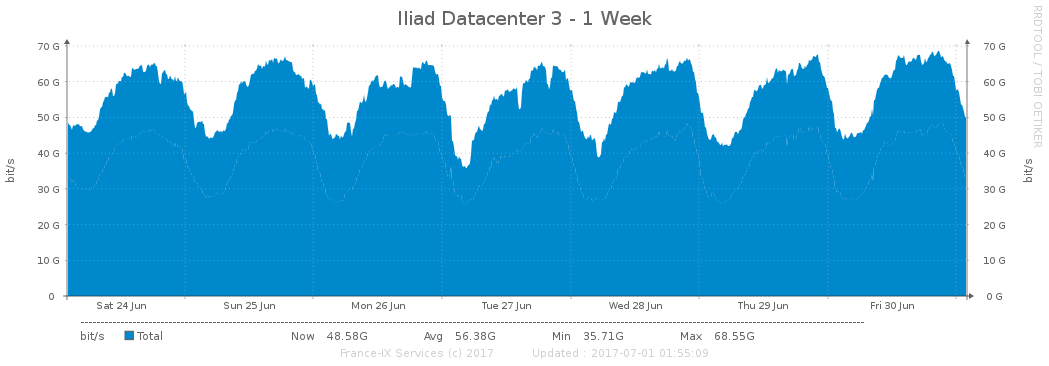 Iliad Datacenter 3 - 1 Week
RRDTOOL / TOBI OETIKER
70 G 70 G
60 G 60 G
50 G 50 G
40 G 40 G
30 G 30 G
20 G 20 G
10 G 10 G
0 0 G
bit/s bit/s
Sat 24 Jun Sun 25 Jun Mon 26 Jun Tue 27 Jun Wed 28 Jun Thu 29 Jun Fri 30 Jun
bit/s Total Now 48.58G Avg 56.38G Min 35.71G Max 68.55G
France-IX Services (c) 2017 Updated : 2017-07-01 01:55:09